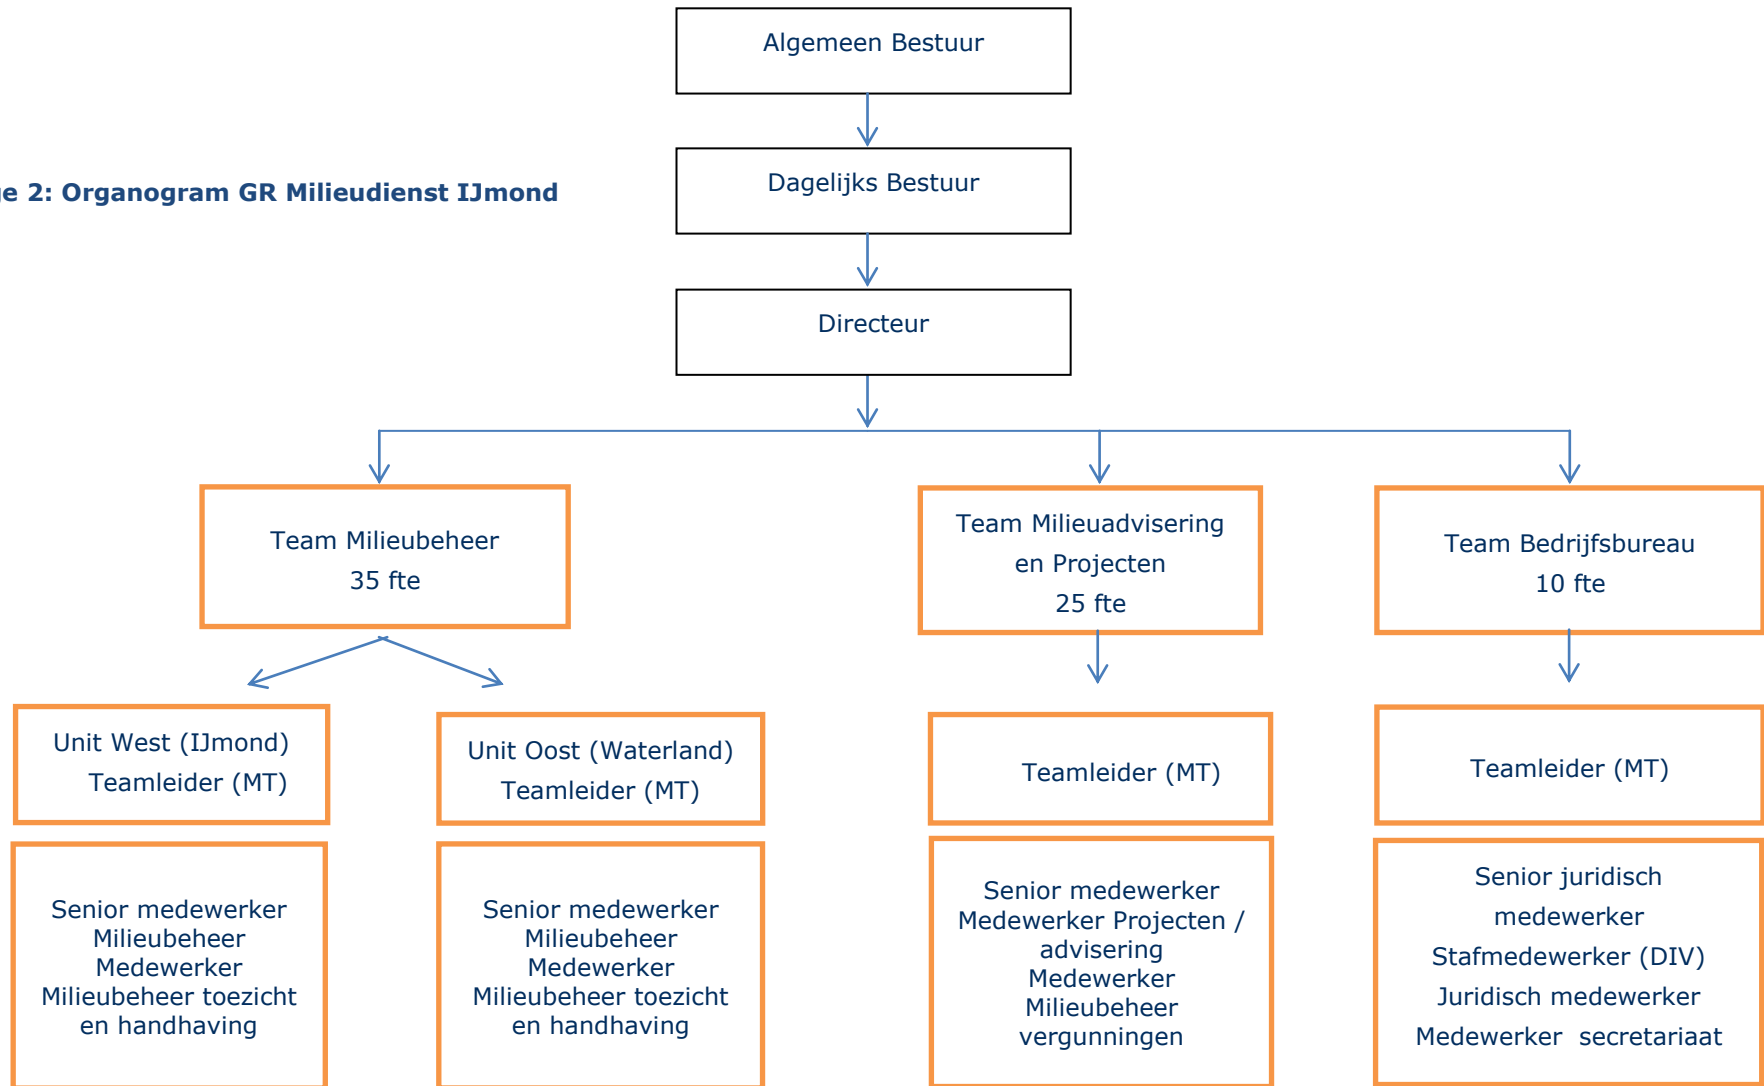 Algemeen Bestuur
Dagelijks Bestuur
ge 2: Organogram GR Milieudienst IJmond
Directeur
Team Milieubeheer
35 fte
Team Milieuadvisering
en Projecten
25 fte
Team Bedrijfsbureau
10 fte
Unit West (IJmond)
Teamleider (MT)
Unit Oost (Waterland)
Teamleider (MT)
Teamleider (MT)
Teamleider (MT)
Senior medewerker
Milieubeheer
Medewerker
Milieubeheer toezicht
en handhaving
Senior medewerker
Milieubeheer
Medewerker
Milieubeheer toezicht
en handhaving
Senior medewerker
Medewerker Projecten /
advisering
Medewerker
Milieubeheer
vergunningen
Senior juridisch
medewerker
Stafmedewerker (DIV)
Juridisch medewerker
Medewerker secretariaat